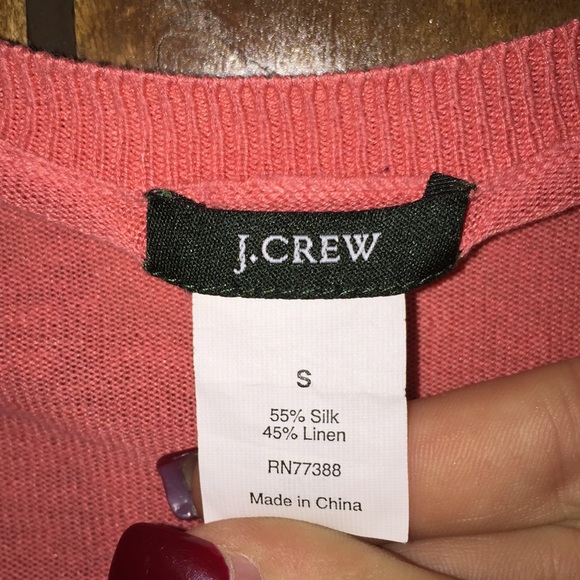 J.CREW
S
55% Silk
45% Linen
RN77388
Made in China